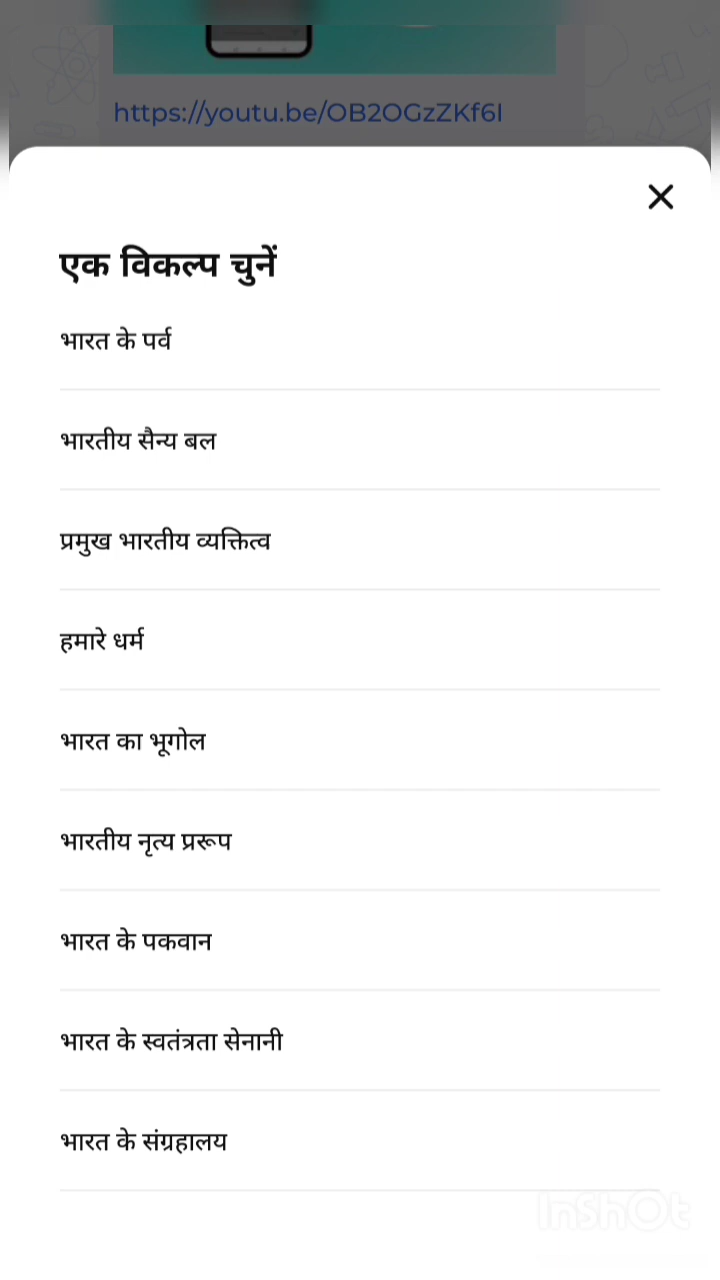 https://youtu.be/OB2OGzZKf6I
एक विकल्प चुनें
भारत के पर्व
भारतीय सैन्य बल
प्रमुख भारतीय व्यक्तित्व
हमारे धर्म
भारत का भूगोल
भारतीय नृत्य प्ररूप
भारत के पकवान
भारत के स्वतंत्रता सेनानी
भारत के संग्रहालय
InShOt